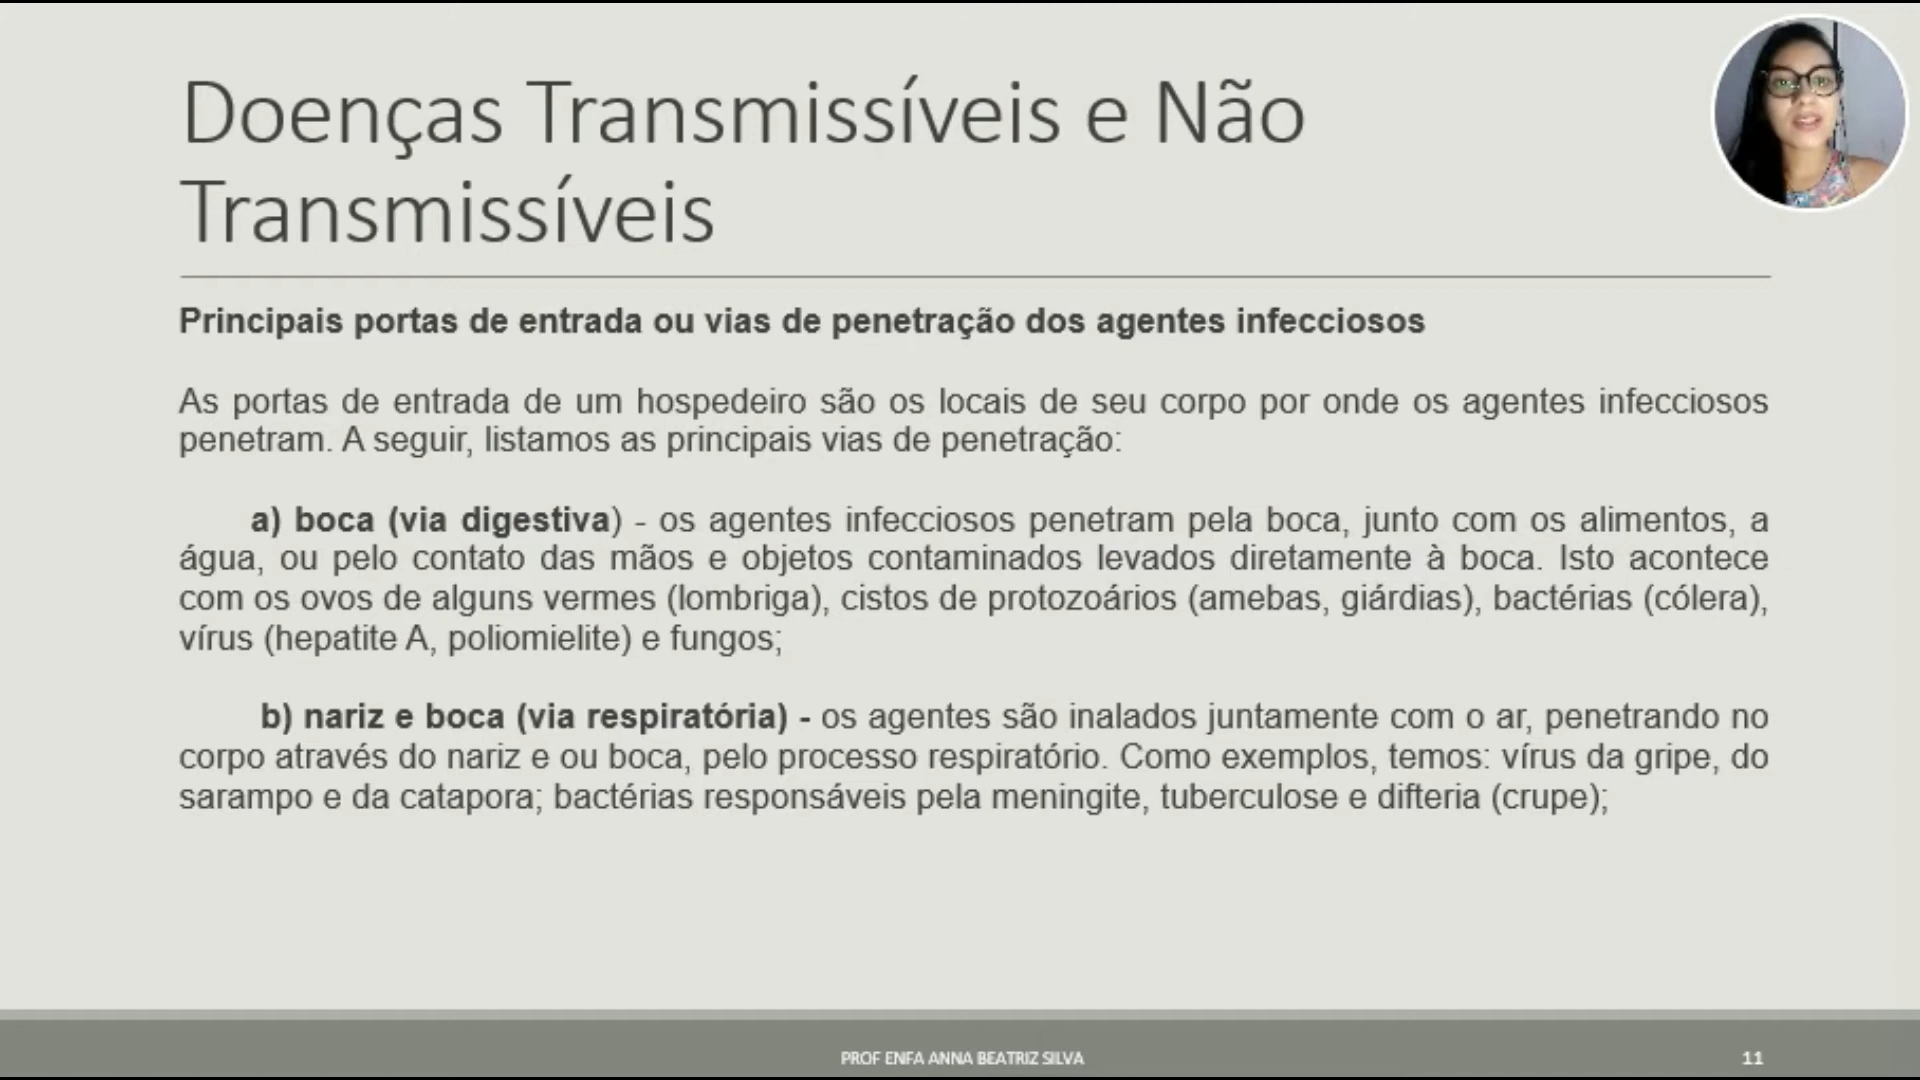 Doenças Transmissíveis e Não
Transmissíveis
Principais portas de entrada ou vias de penetração dos agentes infecciosos
As portas de entrada de um hospedeiro são os locais de seu corpo por onde os agentes infecciosos
penetram. A seguir, listamos as principais vias de penetração:
a) boca (via digestiva) - os agentes infecciosos penetram pela boca, junto com os alimentos, a
água, ou pelo contato das mãos e objetos contaminados levados diretamente à boca. Isto acontece
com os ovos de alguns vermes (lombriga), cistos de protozoários (amebas, giárdias), bactérias (cólera),
vírus (hepatite A, poliomielite) e fungos;
b) nariz e boca (via respiratória) - os agentes são inalados juntamente com o ar, penetrando no
corpo através do nariz e ou boca, pelo processo respiratório. Como exemplos, temos: vírus da gripe, do
sarampo e da catapora; bactérias responsáveis pela meningite, tuberculose e difteria (crupe);
PROF ENFA ANNA BEATRIZ SILVA
11